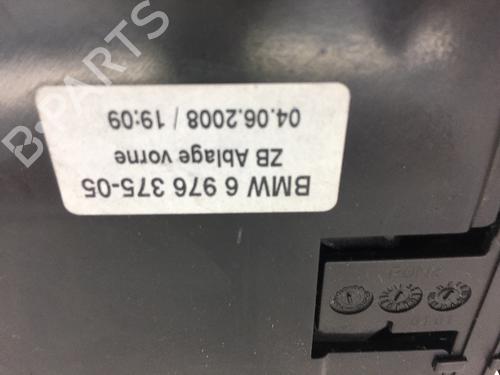 BMW 6 976 375-05
ZB Ablage vorne
04.06.2008 / 19:09
B-PARTS